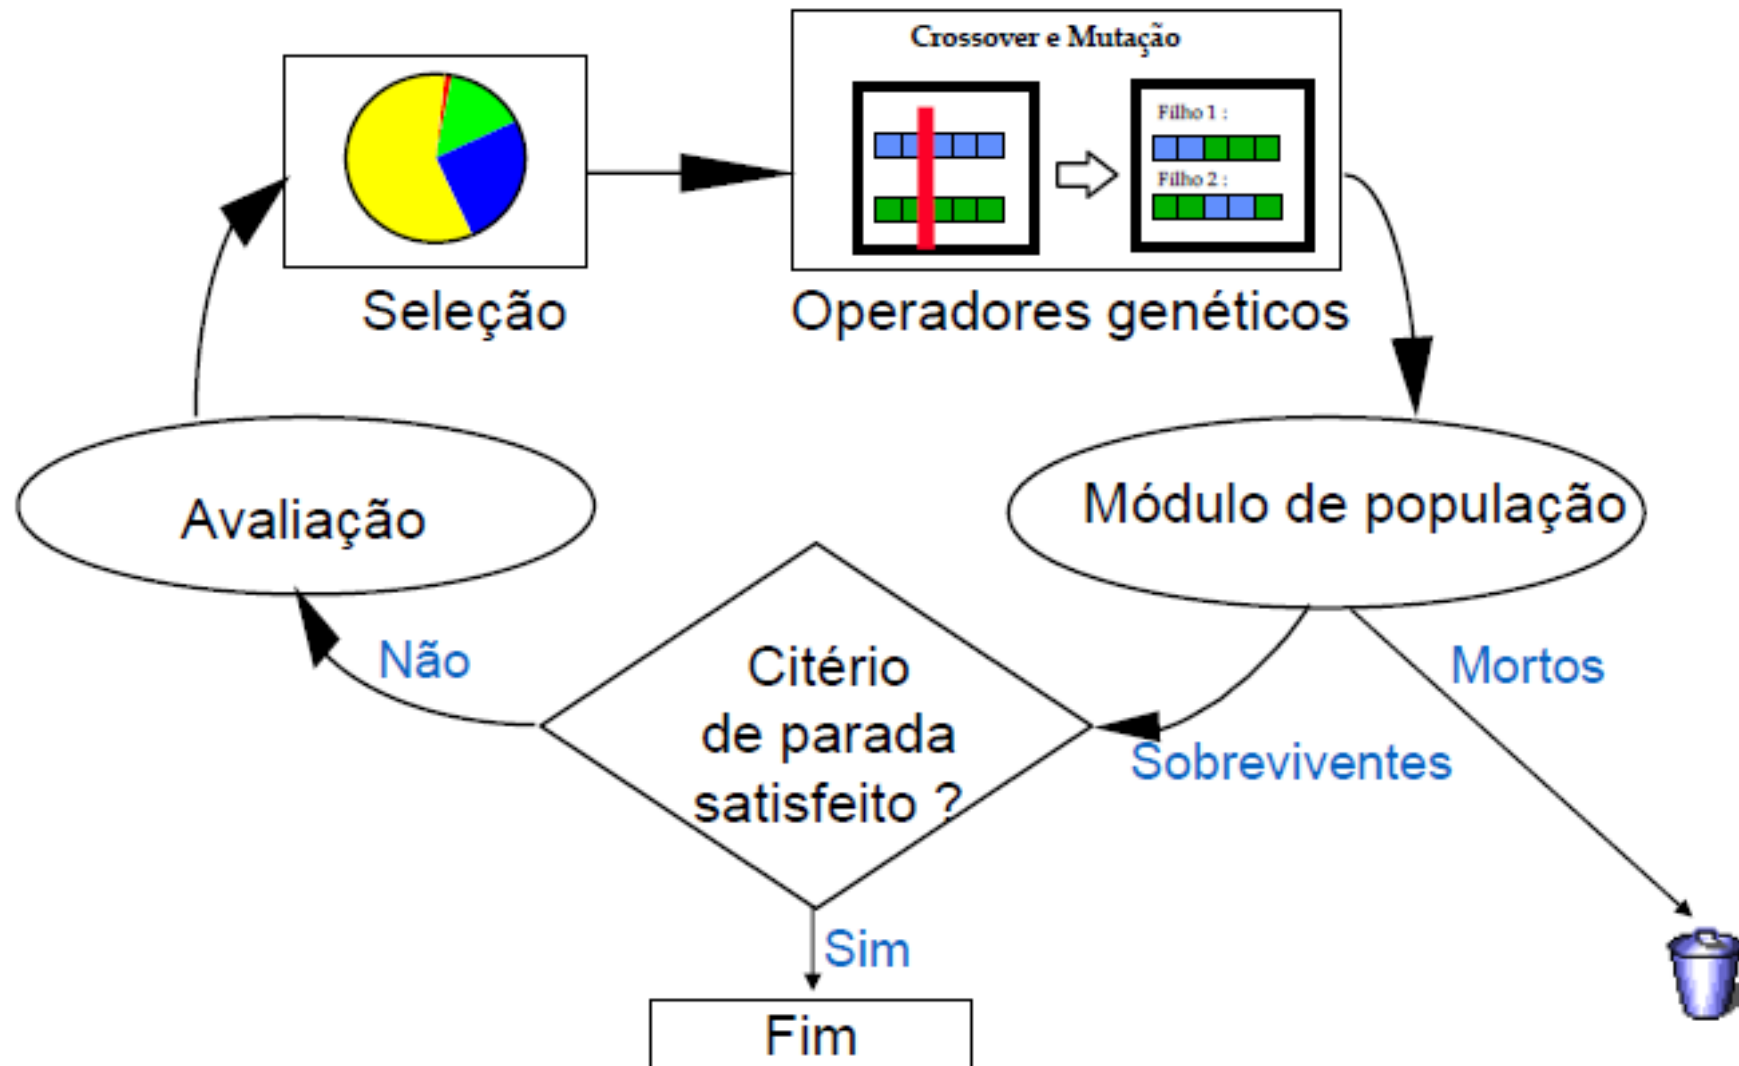 Crossover e Mutação
Filho 1 :
Filho 2 :
Seleção
Operadores genéticos
Avaliação
Módulo de população
Não
Citério
de parada
satisfeito ?
Mortos
Sobreviventes
Sim
Fim